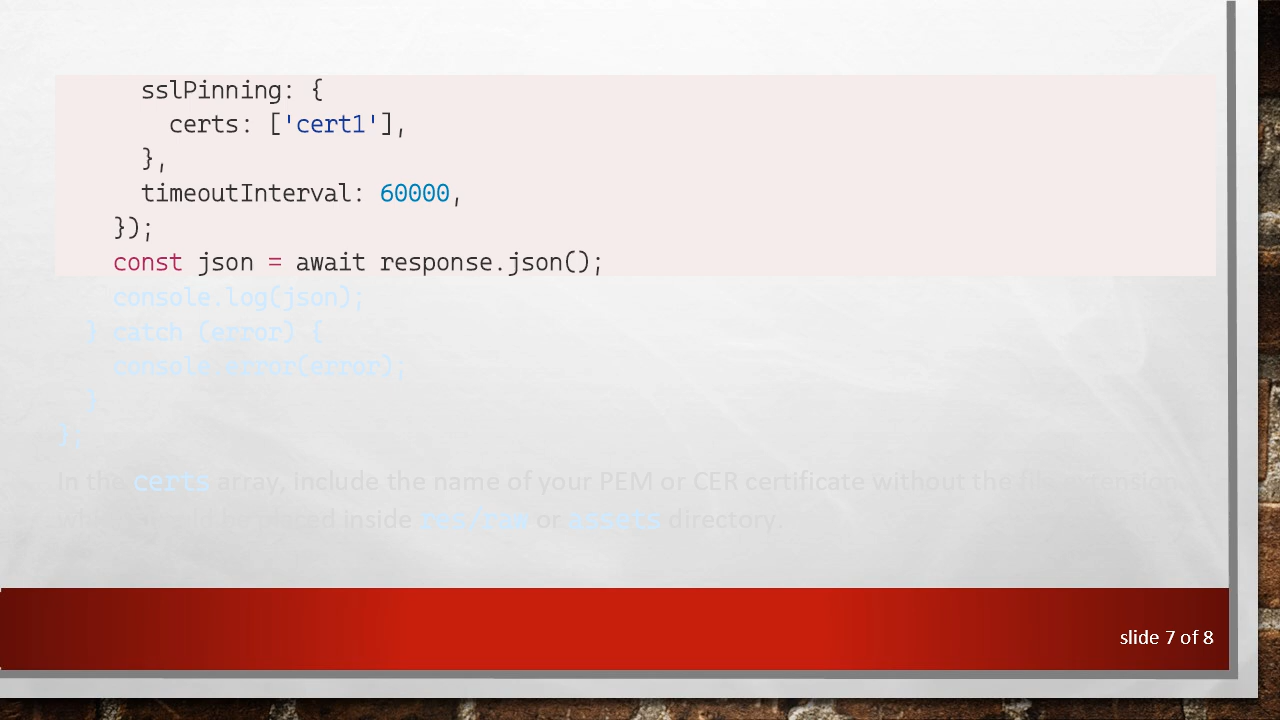 sslPinning: {
certs: ['cert1'],
},
timeoutInterval: 60000,
});
const json = await response.json();
console.log(json);
} catch (error) {
console.error(error);
}
};
In the certs array, include the name of your PEM or CER certificate without the file extension,
which should be placed inside res/raw or assets directory.
slide 7 of 8